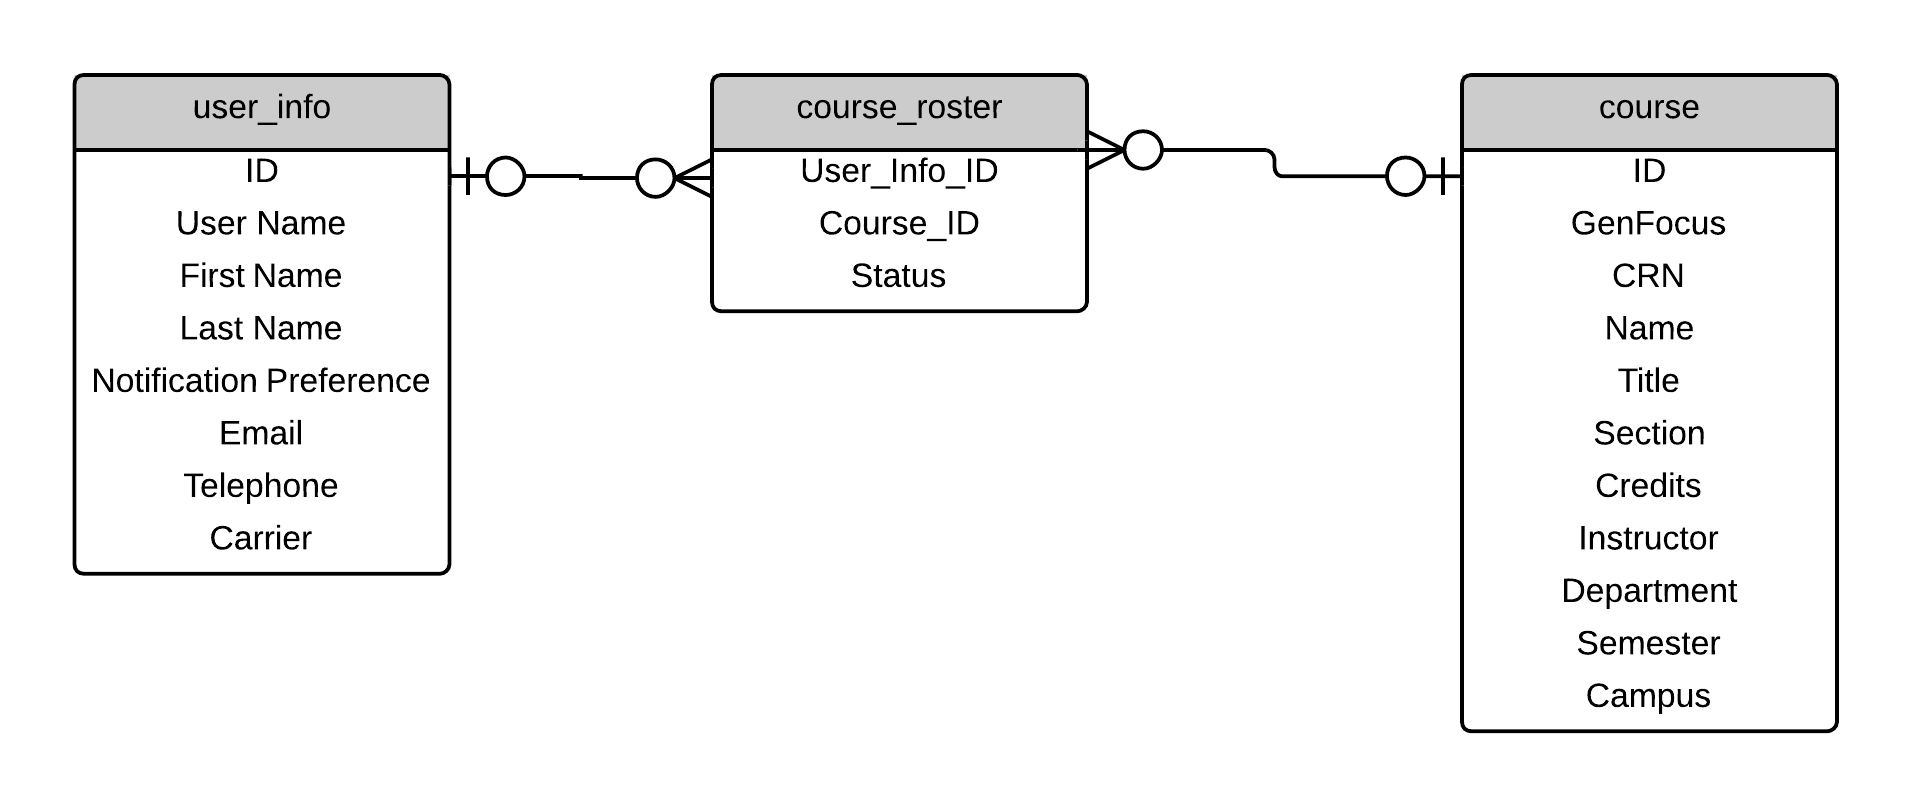 user_info
ID
User Name
First Name
Last Name
Notification Preference
Email
Telephone
Carrier
course_roster
User_Info_ID
Course_ID
Status
course
ID
GenFocus
CRN
Name
Title
Section
Credits
Instructor
Department
Semester
Campus